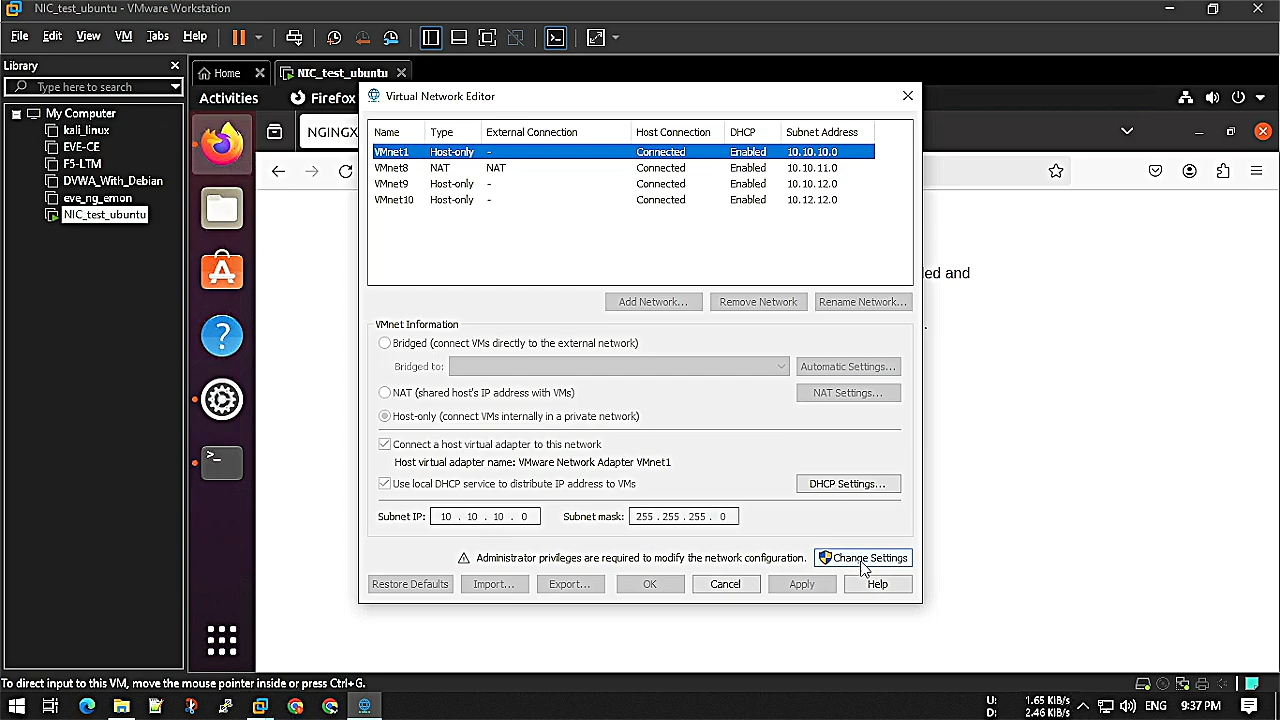 NIC_test_ubuntu - VMware Workstation
File Edit View VM Tabs Help
Library
Type here to search
My Computer
kali_linux
EVE-CE
F5-LTM
DVWA_With_Debian
eve_ng_emon
NIC_test_ubuntu
Home NIC_test_ubuntu
Activities Firefox
NGINGX
led and
.
Virtual Network Editor
Name Type External Connection Host Connection DHCP Subnet Address
VMnet1 Host-only - Connected Enabled 10.10.10.0
VMnet8 NAT NAT Connected Enabled 10.10.11.0
VMnet9 Host-only - Connected Enabled 10.10.12.0
VMnet10 Host-only - Connected Enabled 10.12.12.0
Add Network... Remove Network Rename Network...
VMnet Information
Bridged (connect VMs directly to the external network)
Bridged to: Automatic Settings...
NAT (shared host's IP address with VMs) NAT Settings...
Host-only (connect VMs internally in a private network)
Connect a host virtual adapter to this network
Host virtual adapter name: VMware Network Adapter VMnet1
Use local DHCP service to distribute IP address to VMs DHCP Settings...
Subnet IP: 10 . 10 . 10 . 0 Subnet mask: 255 . 255 . 255 . 0
Administrator privileges are required to modify the network configuration. Change Settings
Restore Defaults Import... Export... OK Cancel Apply Help
To direct input to this VM, move the mouse pointer inside or press Ctrl+G.
U: 1.65 KiB/s
D: 2.46 KiB/s
ENG 9:37 PM